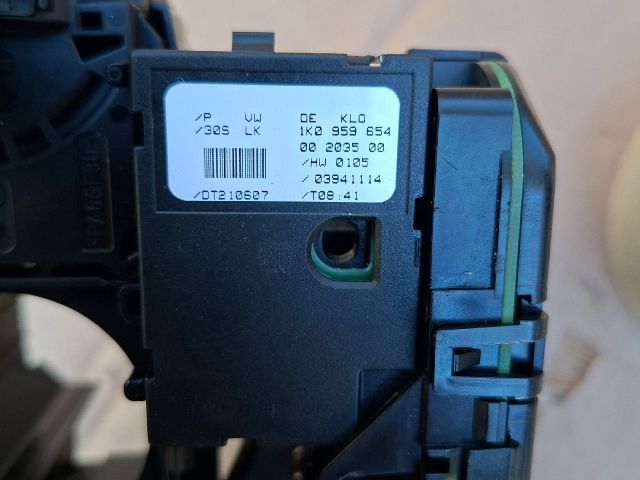 /P VW DE KLO
/30S LK 1K0 959 654
00 2035 00
/HW 0105
/03941114
/DT210607 /T08:41